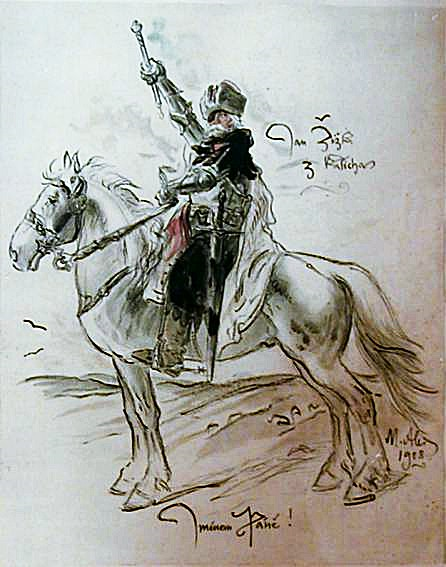 Jan Žižka
z Kalicha
M. Aleš
1908
Jménem Páně!